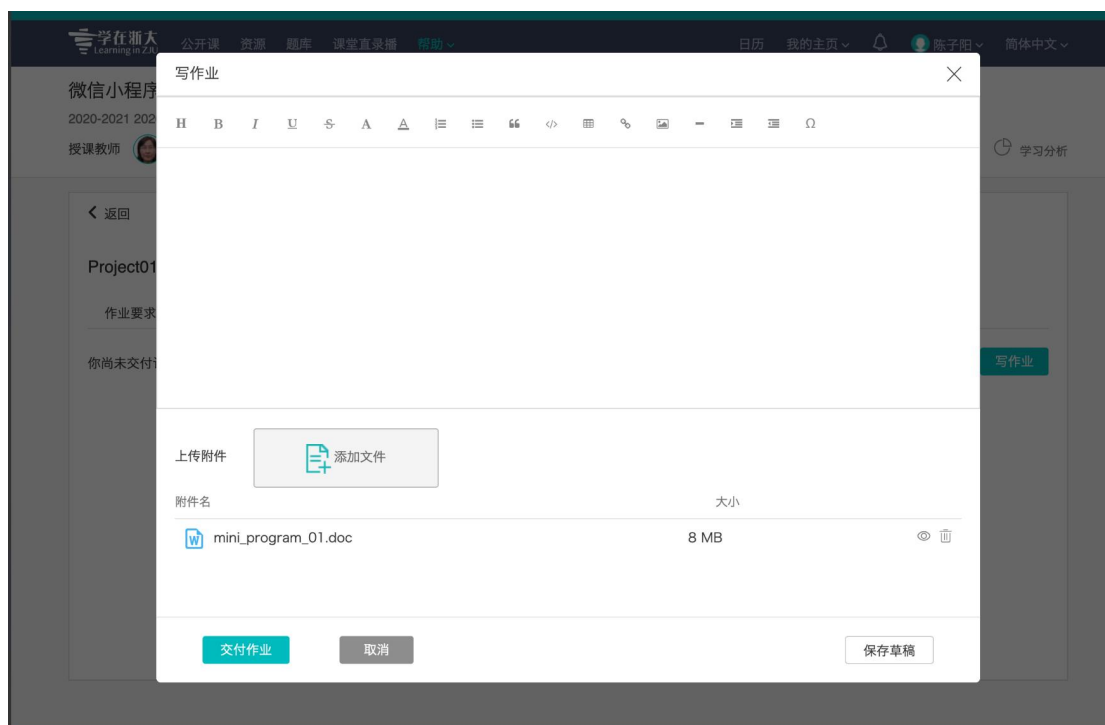 学在浙大
Learning in ZJU
公开课 资源 题库 课堂直录播 帮助 日历 我的主页 陈子阳 简体中文
写作业
微信小程序
2020-2021 202
H B I U S A A </> Ω
授课教师 学习分析
返回
Project01
作业要求
你尚未交付 写作业
上传附件 添加文件
附件名 大小
mini_program_01.doc 8 MB
交付作业 取消 保存草稿